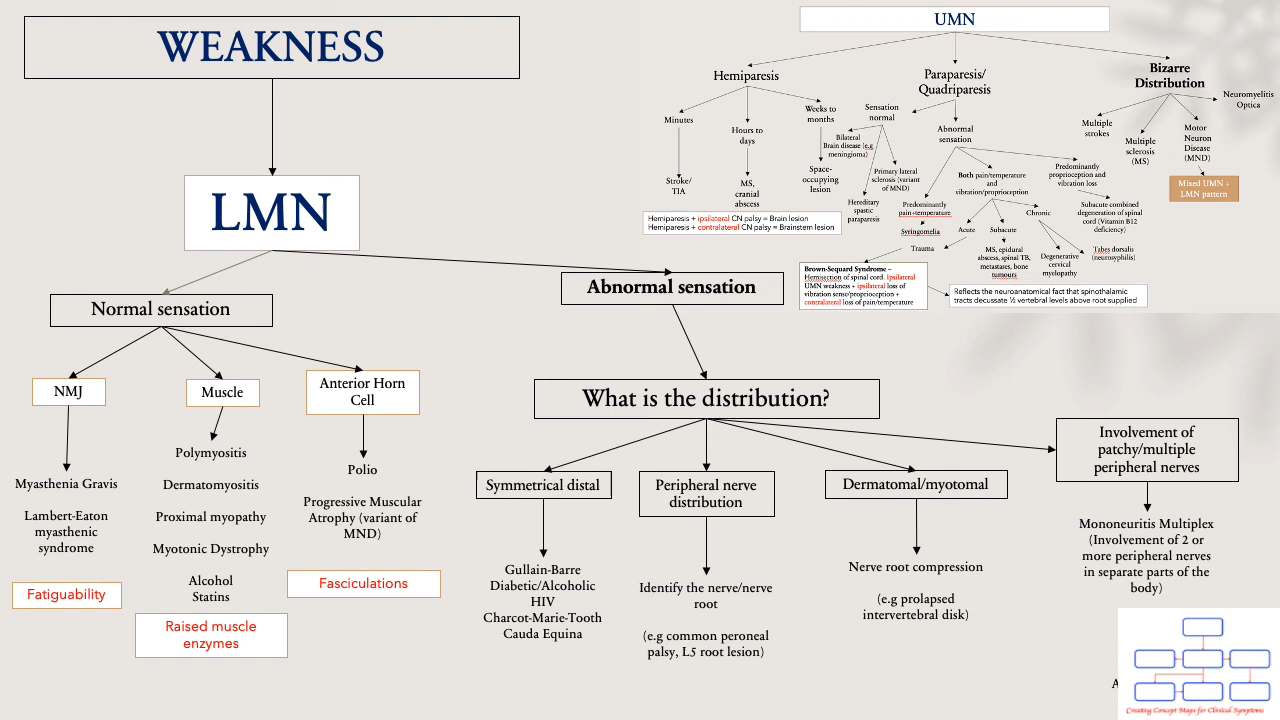 WEAKNESS
LMN
Normal sensation
NMJ
Myasthenia Gravis
Lambert-Eaton
myasthenic
syndrome
Fatiguability
Muscle
Polymyositis
Dermatomyositis
Proximal myopathy
Myotonic Dystrophy
Alcohol
Statins
Raised muscle
enzymes
Anterior Horn
Cell
Polio
Progressive Muscular
Atrophy (variant of
MND)
Fasciculations
Abnormal sensation
What is the distribution?
Symmetrical distal
Gullain-Barre
Diabetic/Alcoholic
HIV
Charcot-Marie-Tooth
Cauda Equina
Peripheral nerve
distribution
Identify the nerve/nerve
root
(e.g common peroneal
palsy, L5 root lesion)
Dermatomal/myotomal
Nerve root compression
(e.g prolapsed
intervertebral disk)
Involvement of
patchy/multiple
peripheral nerves
Mononeuritis Multiplex
(Involvement of 2 or
more peripheral nerves
in separate parts of the
body)
UMN
Hemiparesis
Minutes
Stroke/
TIA
Hours to
days
MS,
cranial
abscess
Weeks to
months
Space-
occupying
lesion
Hemiparesis + ipsilateral CN palsy = Brain lesion
Hemiparesis + contralateral CN palsy = Brainstem lesion
Paraparesis/
Quadriparesis
Sensation
normal
Bilateral
Brain disease (e.g
meningioma)
Hereditary
spastic
paraparesis
Primary lateral
sclerosis (variant
of MND)
Abnormal
sensation
Predominantly
pain+temperature
Syringomelia
Both pain/temperature
and
vibration/proprioception
Acute
Trauma
Subacute
MS, epidural
abscess, spinal TB,
metastases, bone
tumours
Chronic
Degenerative
cervical
myelopathy
Tabes dorsalis
(neurosyphilis)
Predominantly
proprioception and
vibration loss
Subacute combined
degeneration of spinal
cord (Vitamin B12
deficiency)
Brown-Sequard Syndrome –
Hemisection of spinal cord. Ipsilateral
UMN weakness + ipsilateral loss of
vibration sense/proprioception +
contralateral loss of pain/temperature
Reflects the neuroanatomical fact that spinothalamic
tracts decussate ½ vertebral levels above root supplied
Bizarre
Distribution
Multiple
strokes
Multiple
sclerosis
(MS)
Motor
Neuron
Disease
(MND)
Mixed UMN +
LMN pattern
Neuromyelitis
Optica
A
Creating Concept Maps for Clinical Symptoms